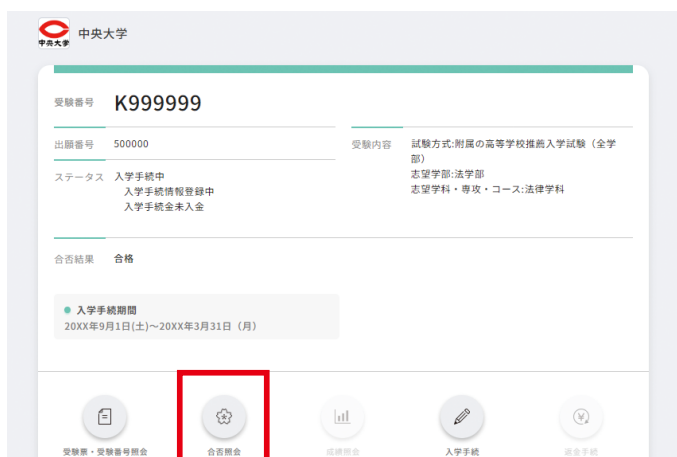 中央大学
中央大学
受験番号 K999999
出願番号 500000
ステータス 入学手続中
入学手続情報登録中
入学手続金未入金
受験内容 試験方式:附属の高等学校推薦入学試験（全学
部）
志望学部:法学部
志望学科・専攻・コース:法律学科
合否結果 合格
入学手続期間
20XX年9月1日(土)～20XX年3月31日（月）
受験票・受験番号照会
合否照会
成績照会
入学手続
返金手続